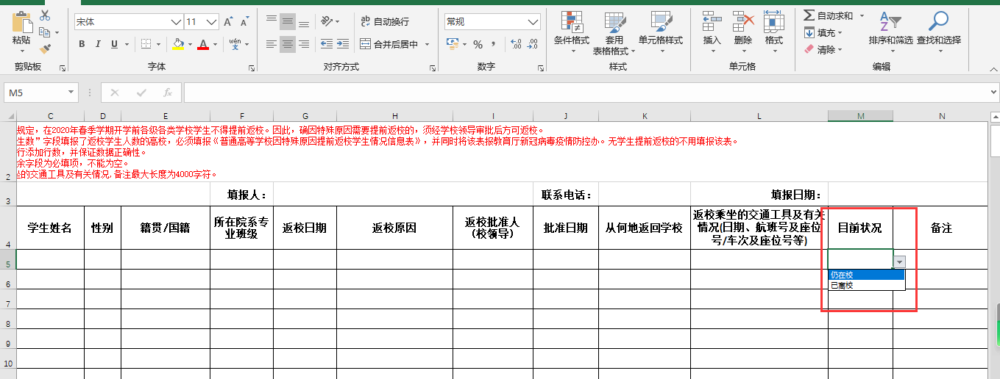 宋体
11
A
A
ab
自动换行
常规
自动求和
粘贴
B
I
U
A
wén
文
合并后居中
%
,
.00
.0
条件格式
套用
表格格式
单元格样式
插入
删除
格式
填充
清除
排序和筛选
查找和选择
剪贴板
字体
对齐方式
数字
样式
单元格
编辑
M5
fx
C D E F G H I J K L M N
规定，在2020年春季学期开学前各级各类学校学生不得提前返校。因此，确因特殊原因需要提前返校的，须经学校领导审批后方可返校。
生数”字段填报了返校学生人数的高校，必须填报《普通高等学校因特殊原因提前返校学生情况信息表》，并同时将该表报教育厅新冠病毒疫情防控办。无学生提前返校的不用填报该表。
行添加行数，并保证数据正确性。
余字段为必填项，不能为空。
2 坐的交通工具及有关情况,备注最大长度为4000字符。
3 填报人： 联系电话： 填报日期：
4 学生姓名 性别 籍贯/国籍
所在院系专
业班级
返校日期 返校原因
返校批准人
（校领导）
批准日期 从何地返回学校
返校乘坐的交通工具及有关
情况(日期、航班号及座位
号/车次及座位号等)
目前状况 备注
5
仍在校
6 已离校
7
8
9
10